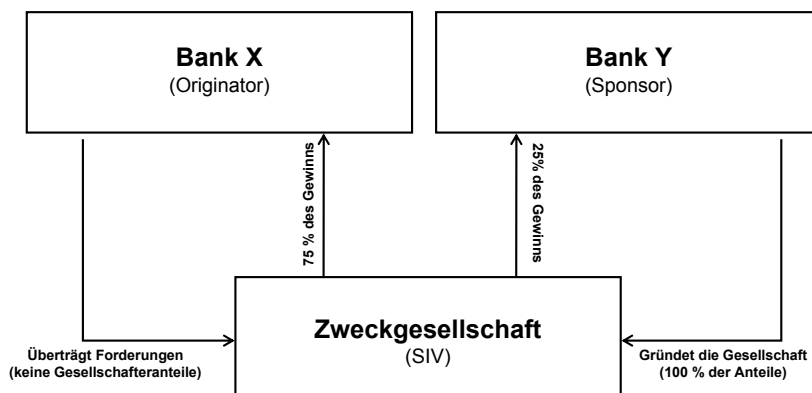 Bank X
(Originator)
Bank Y
(Sponsor)
75 % des Gewinns
25% des Gewinns
Zweckgesellschaft
(SIV)
Überträgt Forderungen
(keine Gesellschafteranteile)
Gründet die Gesellschaft
(100 % der Anteile)